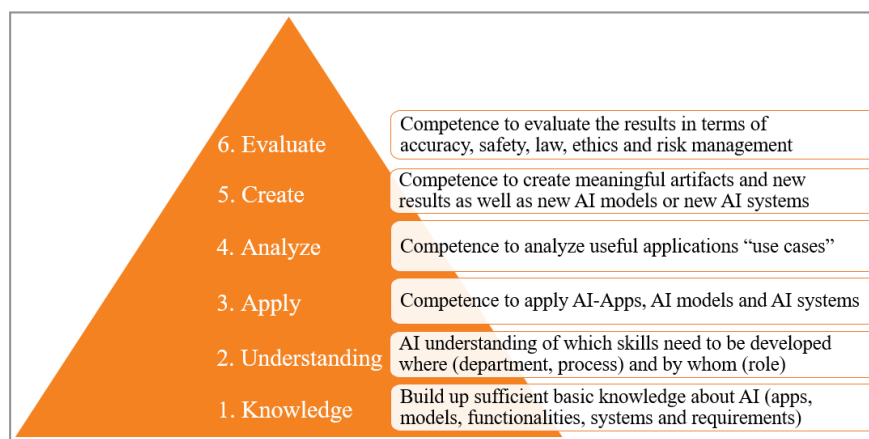 6. Evaluate
Competence to evaluate the results in terms of
accuracy, safety, law, ethics and risk management
5. Create
Competence to create meaningful artifacts and new
results as well as new AI models or new AI systems
4. Analyze
Competence to analyze useful applications “use cases”
3. Apply
Competence to apply AI-Apps, AI models and AI systems
2. Understanding
AI understanding of which skills need to be developed
where (department, process) and by whom (role)
1. Knowledge
Build up sufficient basic knowledge about AI (apps,
models, functionalities, systems and requirements)